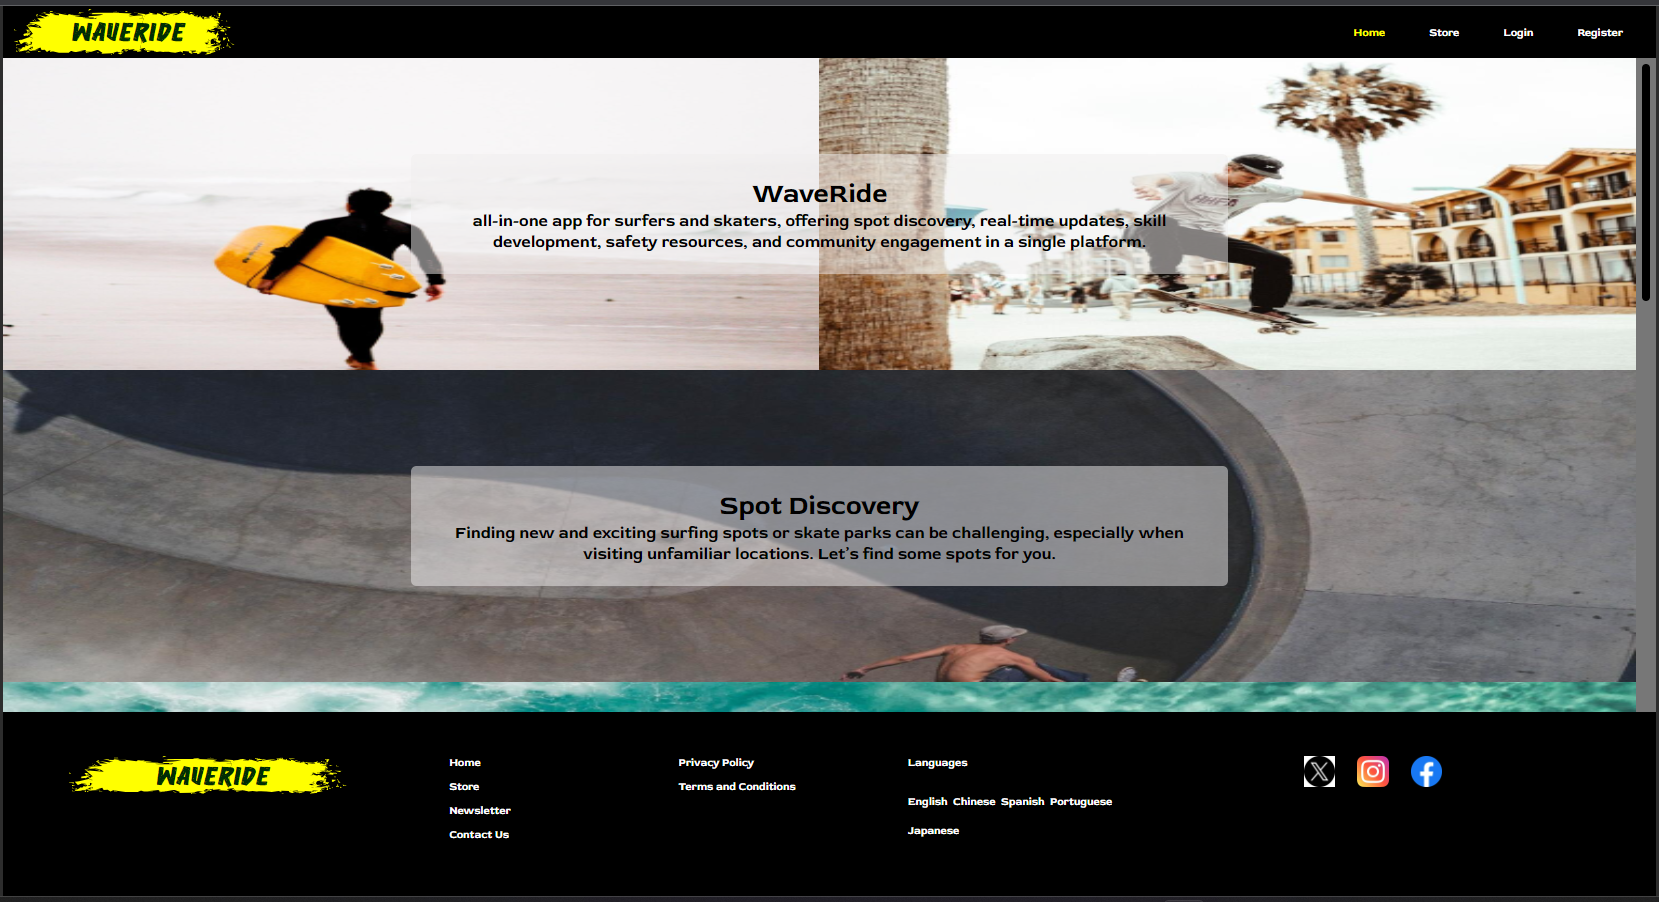 WAVERIDE
Home Store Login Register
WaveRide
all-in-one app for surfers and skaters, offering spot discovery, real-time updates, skill
development, safety resources, and community engagement in a single platform.
Spot Discovery
Finding new and exciting surfing spots or skate parks can be challenging, especially when
visiting unfamiliar locations. Let's find some spots for you.
WAVERIDE
Home
Store
Newsletter
Contact Us
Privacy Policy
Terms and Conditions
Languages
English Chinese Spanish Portuguese
Japanese